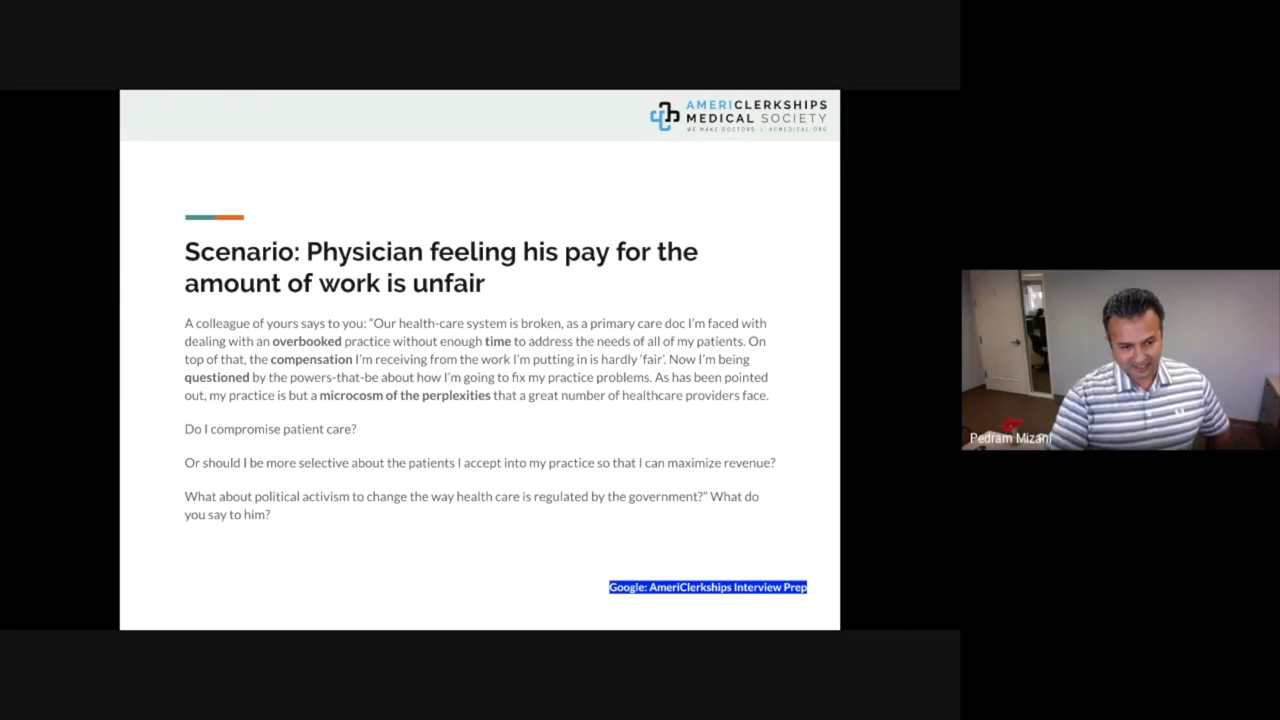 AMERICLERKSHIPS
MEDICAL SOCIETY
WE MAKE DOCTORS | ACMEDICAL.ORG
Scenario: Physician feeling his pay for the
amount of work is unfair
A colleague of yours says to you: “Our health-care system is broken, as a primary care doc I’m faced with
dealing with an overbooked practice without enough time to address the needs of all of my patients. On
top of that, the compensation I’m receiving from the work I’m putting in is hardly ‘fair’. Now I’m being
questioned by the powers-that-be about how I’m going to fix my practice problems. As has been pointed
out, my practice is but a microcosm of the perplexities that a great number of healthcare providers face.
Do I compromise patient care?
Or should I be more selective about the patients I accept into my practice so that I can maximize revenue?
What about political activism to change the way health care is regulated by the government?” What do
you say to him?
Google: AmeriClerkships Interview Prep
Pedram Mizani